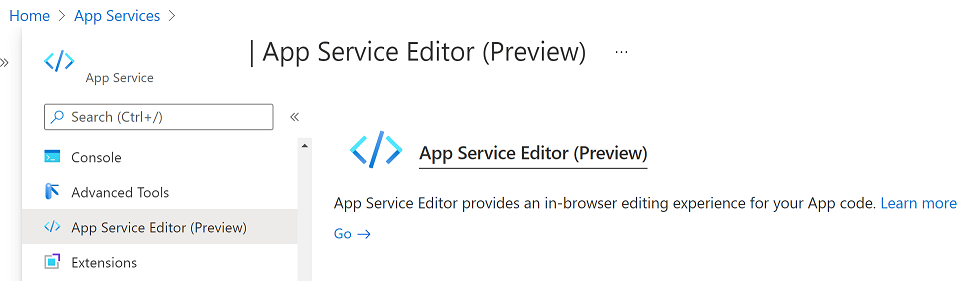 Home > App Services >
»
| App Service Editor (Preview) ...
App Service
Search (Ctrl+/)
«
Console
Advanced Tools
App Service Editor (Preview)
Extensions
App Service Editor (Preview)
App Service Editor provides an in-browser editing experience for your App code. Learn more
Go →